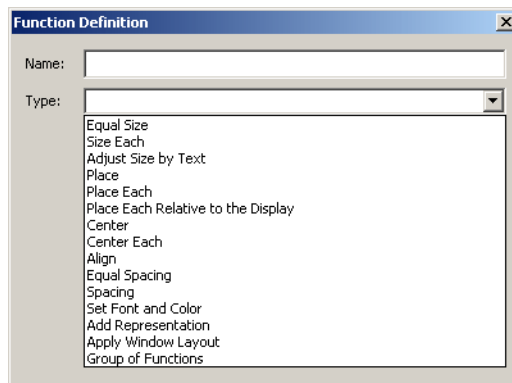 Function Definition
Name:
Type:
Equal Size
Size Each
Adjust Size by Text
Place
Place Each
Place Each Relative to the Display
Center
Center Each
Align
Equal Spacing
Spacing
Set Font and Color
Add Representation
Apply Window Layout
Group of Functions